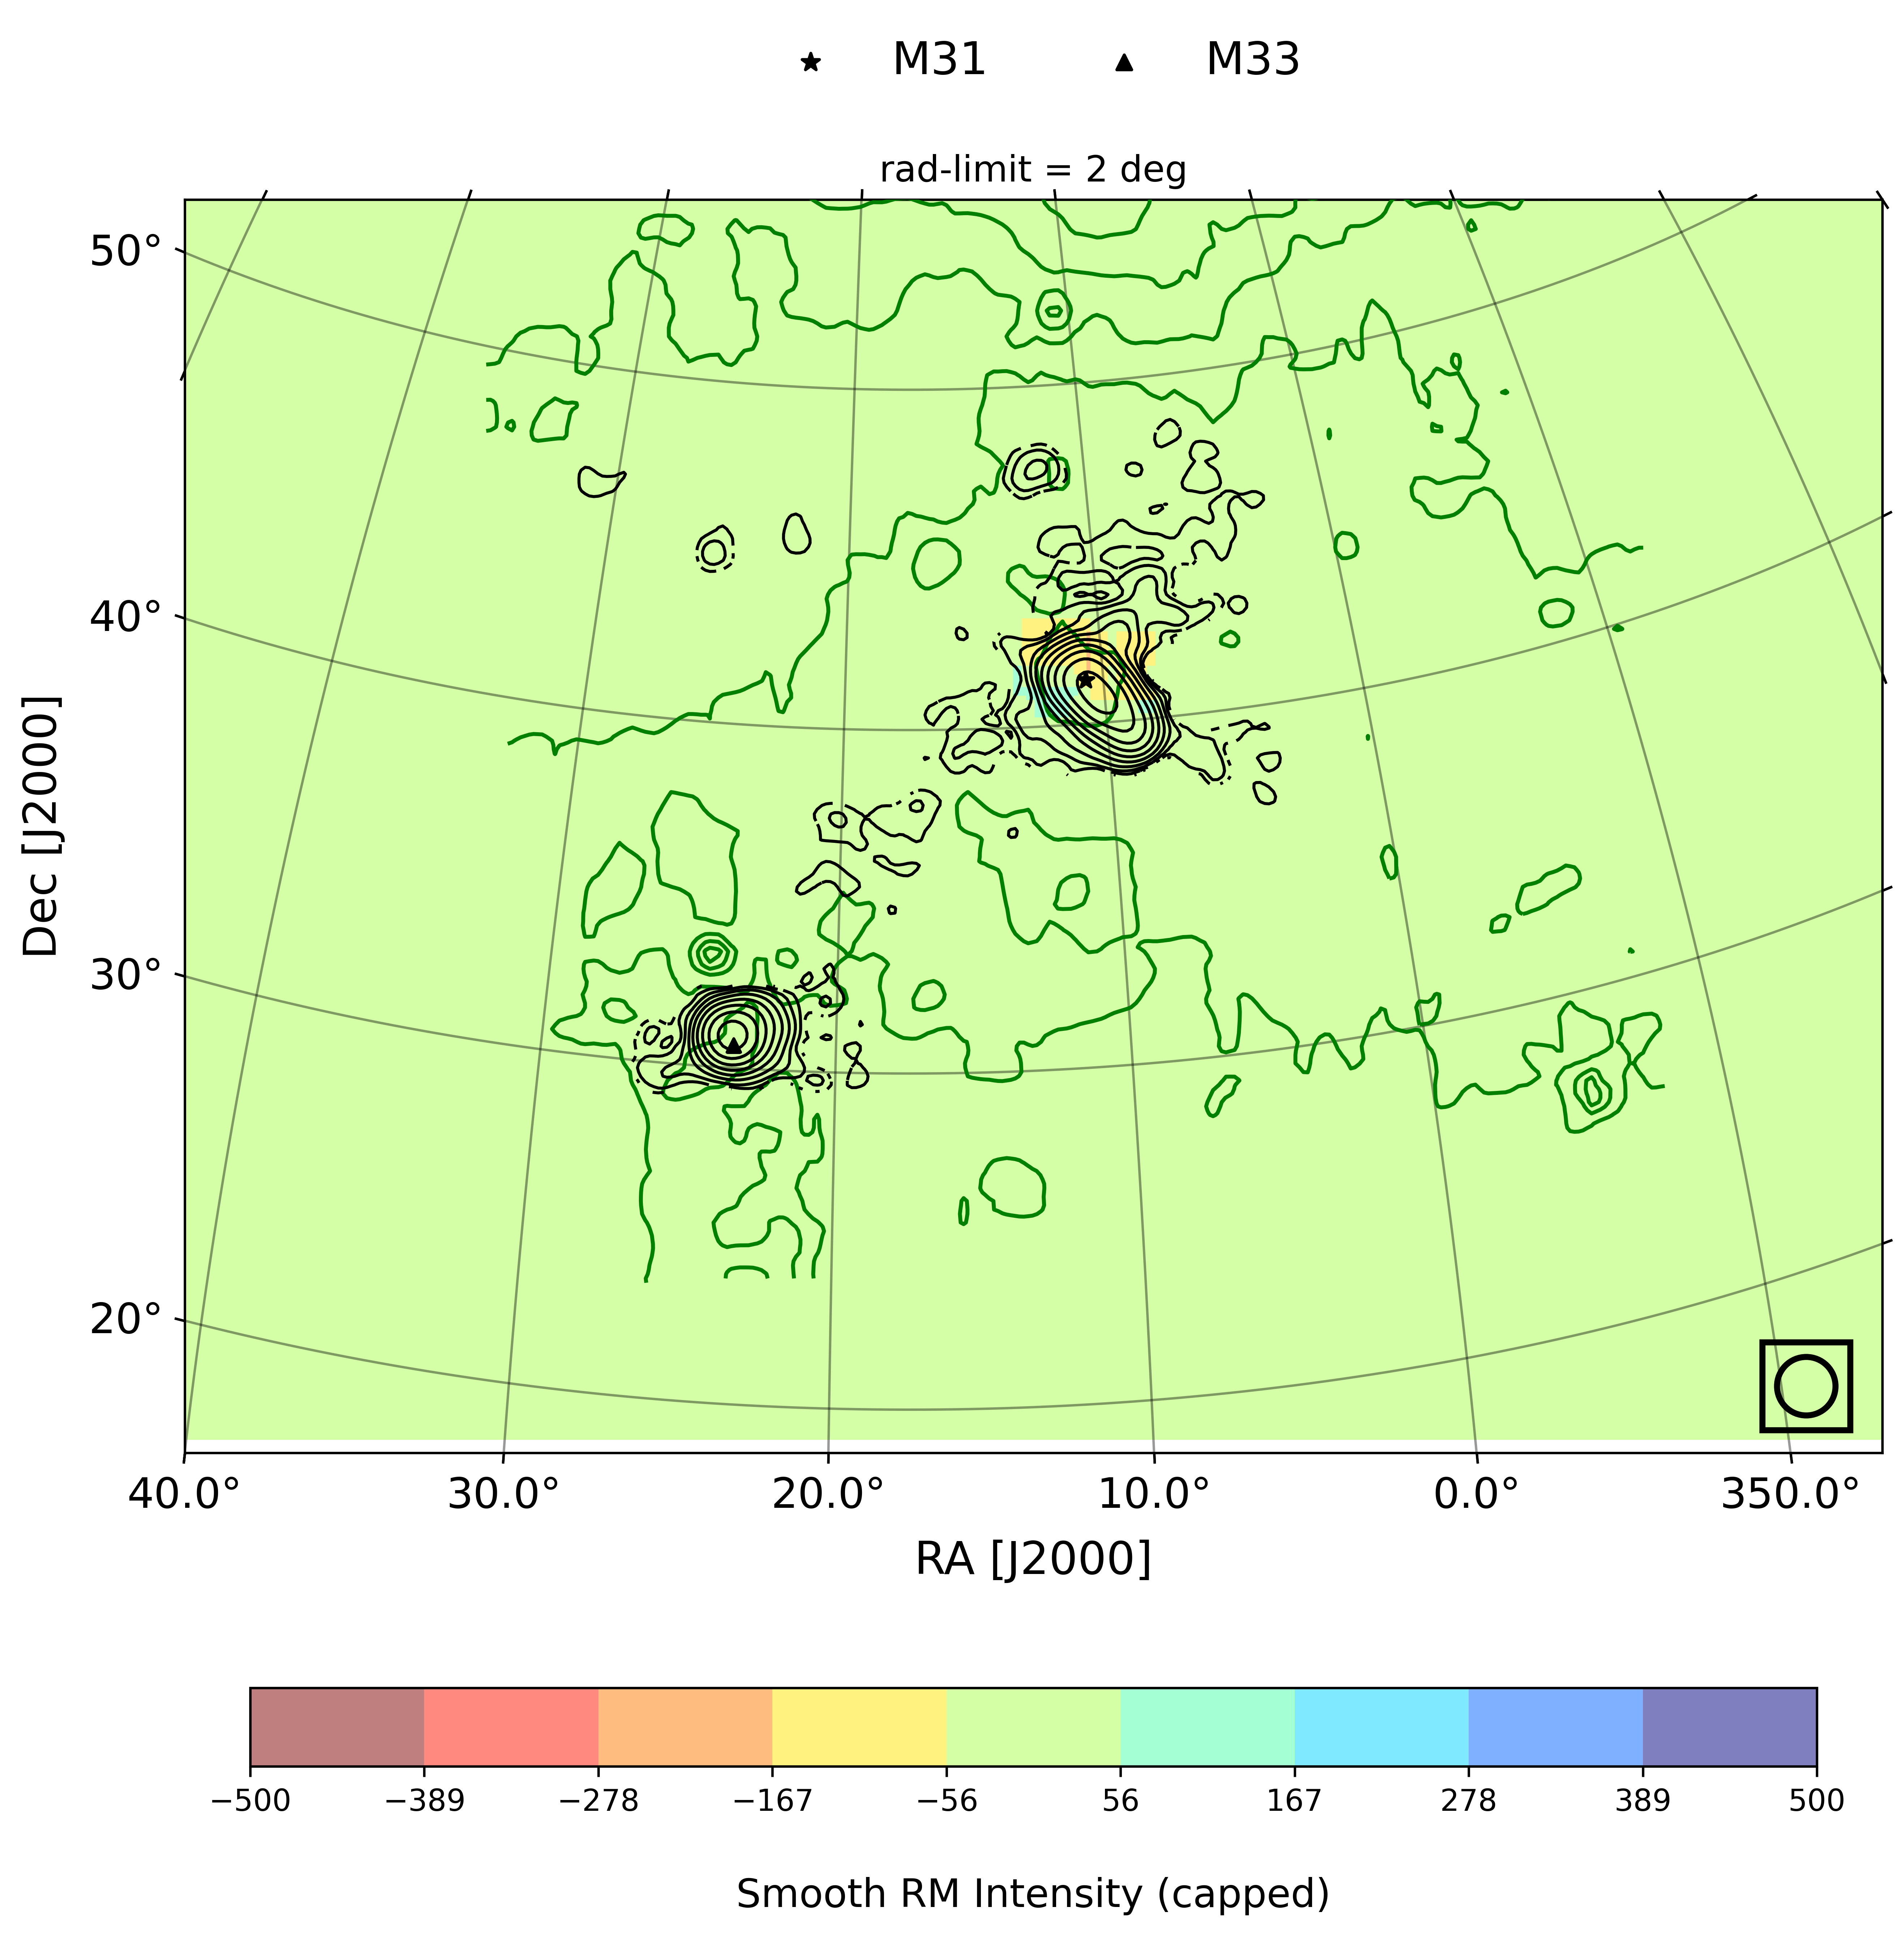 M31 M33
rad-limit = 2 deg
50°
40°
30°
20°
Dec [J2000]
40.0° 30.0° 20.0° 10.0° 0.0° 350.0°
RA [J2000]
−500 −389 −278 −167 −56 56 167 278 389 500
Smooth RM Intensity (capped)